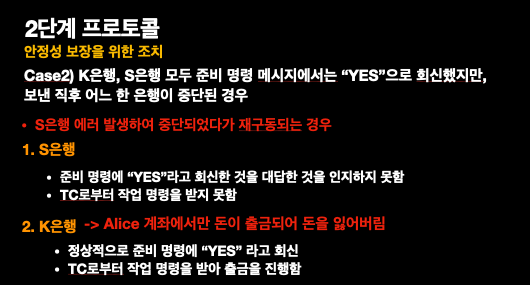 2단계 프로토콜
안정성 보장을 위한 조치
Case2) K은행, S은행 모두 준비 명령 메시지에서는 “YES”으로 회신했지만,
보낸 직후 어느 한 은행이 중단된 경우
• S은행 에러 발생하여 중단되었다가 재구동되는 경우
1. S은행
• 준비 명령에 “YES”라고 회신한 것을 대답한 것을 인지하지 못함
• TC로부터 작업 명령을 받지 못함
2. K은행 -> Alice 계좌에서만 돈이 출금되어 돈을 잃어버림
• 정상적으로 준비 명령에 “YES” 라고 회신
• TC로부터 작업 명령을 받아 출금을 진행함